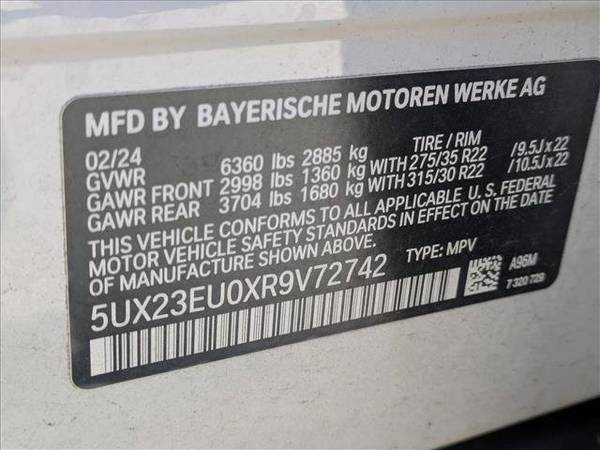 MFD BY BAYERISCHE MOTOREN WERKE AG
02/24 TIRE / RIM
GVWR 6360 lbs 2885 kg
GAWR FRONT 2998 lbs 1360 kg WITH 275/35 R22 /9.5J x 22
GAWR REAR 3704 lbs 1680 kg WITH 315/30 R22 /10.5J x 22
THIS VEHICLE CONFORMS TO ALL APPLICABLE U. S. FEDERAL
MOTOR VEHICLE SAFETY STANDARDS IN EFFECT ON THE DATE
OF MANUFACTURE SHOWN ABOVE.
5UX23EU0XR9V72742 TYPE: MPV
A96M
7 320 729